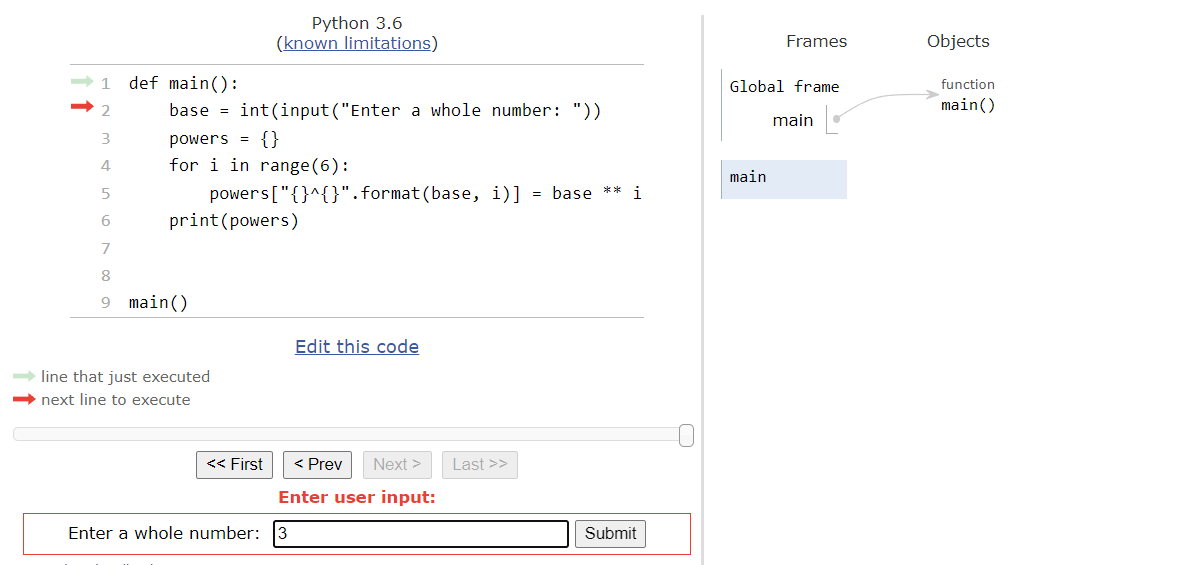 Python 3.6
(known limitations)
1 def main():
2     base = int(input("Enter a whole number: "))
3     powers = {}
4     for i in range(6):
5         powers["{}^{}".format(base, i)] = base ** i
6     print(powers)
7
8
9 main()
Edit this code
line that just executed
next line to execute
<< First < Prev Next > Last >>
Enter user input:
Enter a whole number: 3 Submit
Frames Objects
Global frame function
main main()
main